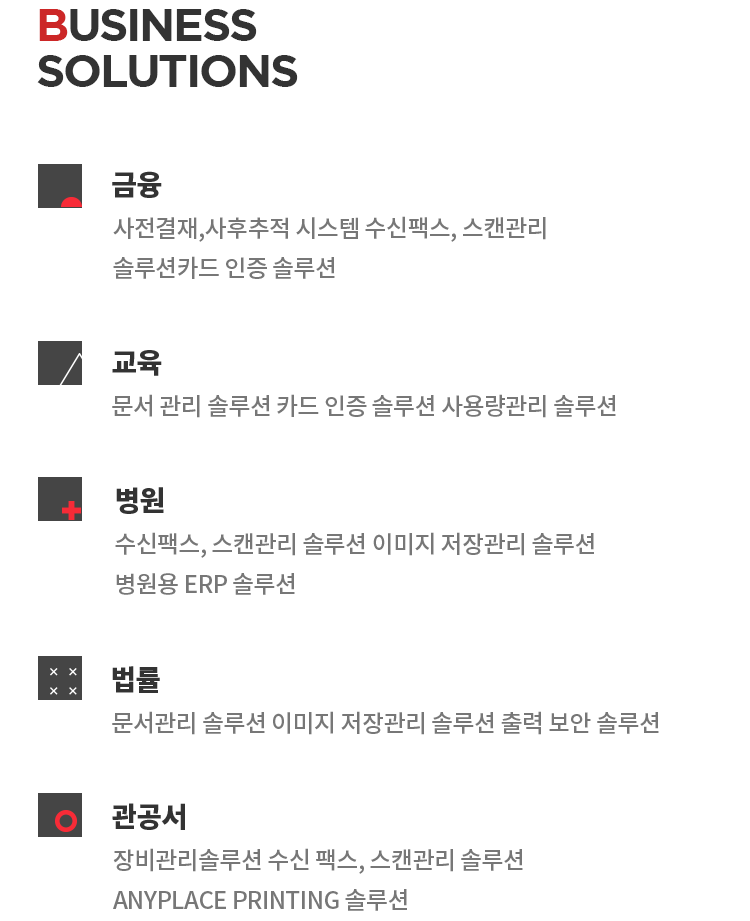 BUSINESS
SOLUTIONS
금융
사전결재,사후추적 시스템 수신팩스, 스캔관리
솔루션카드 인증 솔루션
교육
문서 관리 솔루션 카드 인증 솔루션 사용량관리 솔루션
병원
수신팩스, 스캔관리 솔루션 이미지 저장관리 솔루션
병원용 ERP 솔루션
법률
문서관리 솔루션 이미지 저장관리 솔루션 출력 보안 솔루션
관공서
장비관리솔루션 수신 팩스, 스캔관리 솔루션
ANYPLACE PRINTING 솔루션